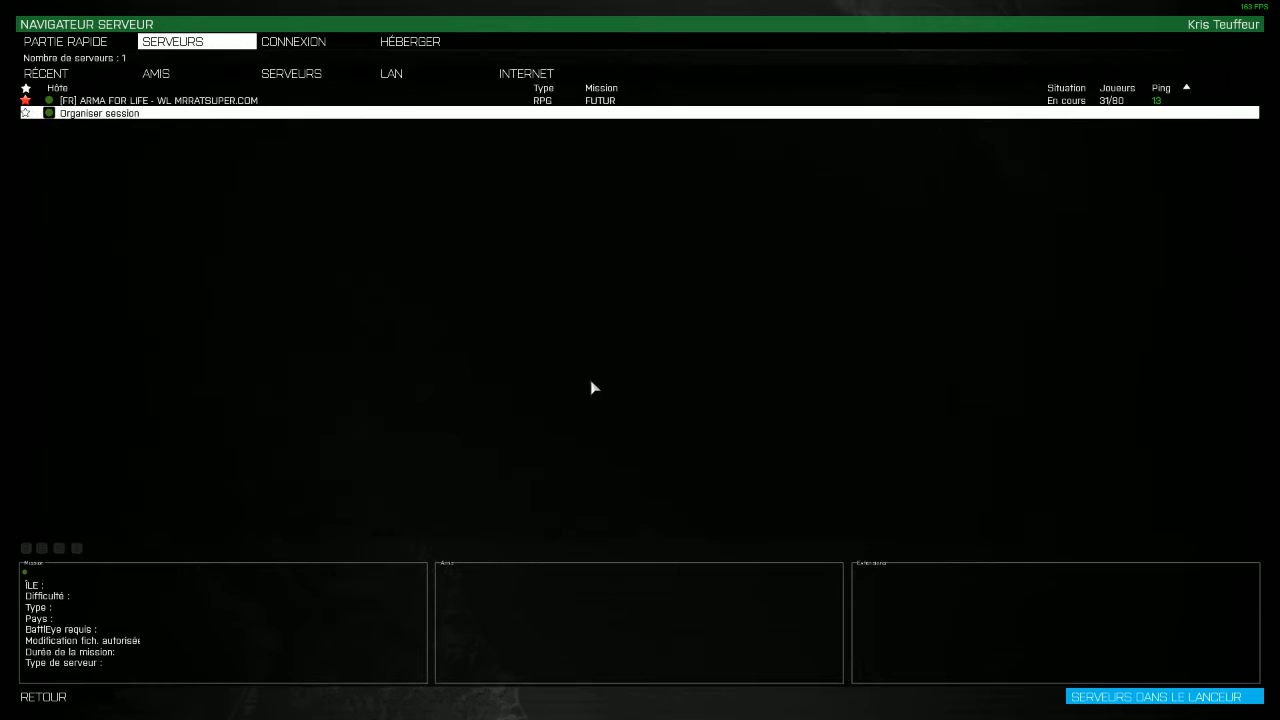 163 FPS
NAVIGATEUR SERVEUR Kris Teuffeur
PARTIE RAPIDE SERVEURS CONNEXION HÉBERGER
Nombre de serveurs : 1
RÉCENT AMIS SERVEURS LAN INTERNET
Hôte Type Mission Situation Joueurs Ping
[FR] ARMA FOR LIFE - WL MRRATSUPER.COM RPG FUTUR En cours 31/80 13
Organiser session
Mission Amis Extensions
ÎLE :
Difficulté :
Type :
Pays :
BattlEye requis :
Modification fich. autorisée
Durée de la mission:
Type de serveur :
RETOUR SERVEURS DANS LE LANCEUR